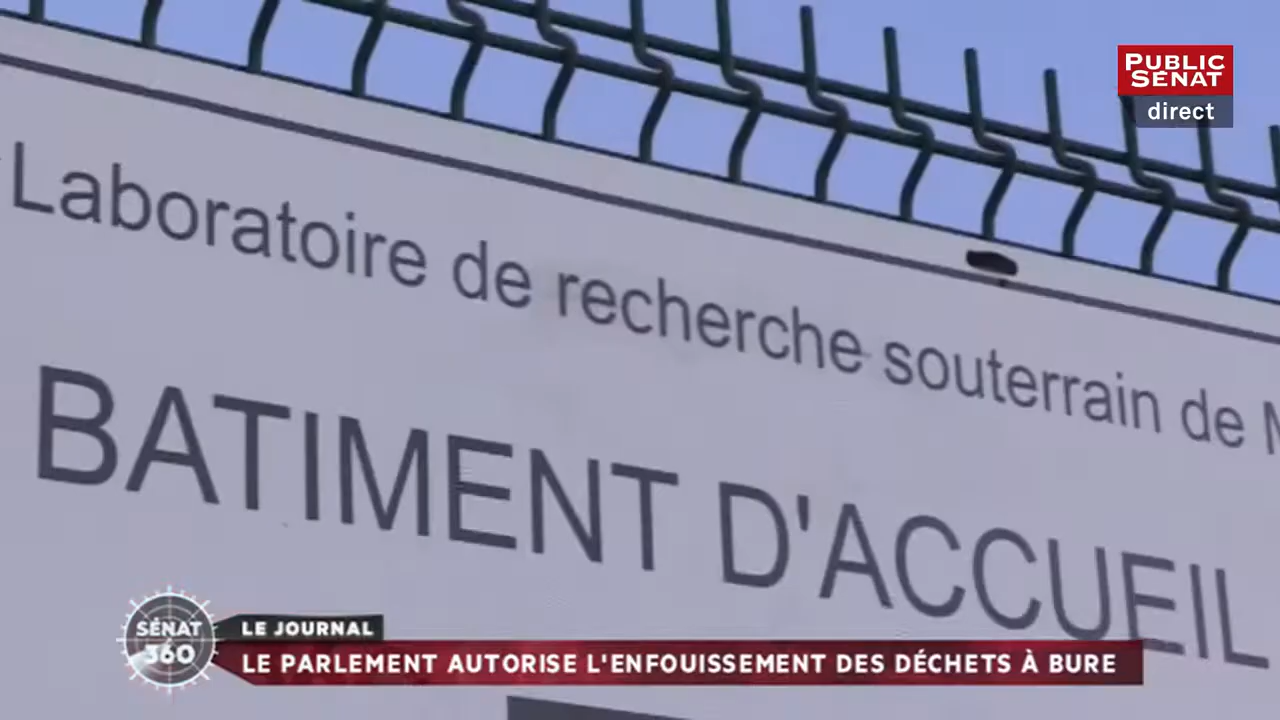 PUBLIC
SÉNAT
direct
Laboratoire de recherche souterrain de
BATIMENT D'ACCUEIL
SÉNAT
360
LE JOURNAL
LE PARLEMENT AUTORISE L'ENFOUISSEMENT DES DÉCHETS À BURE